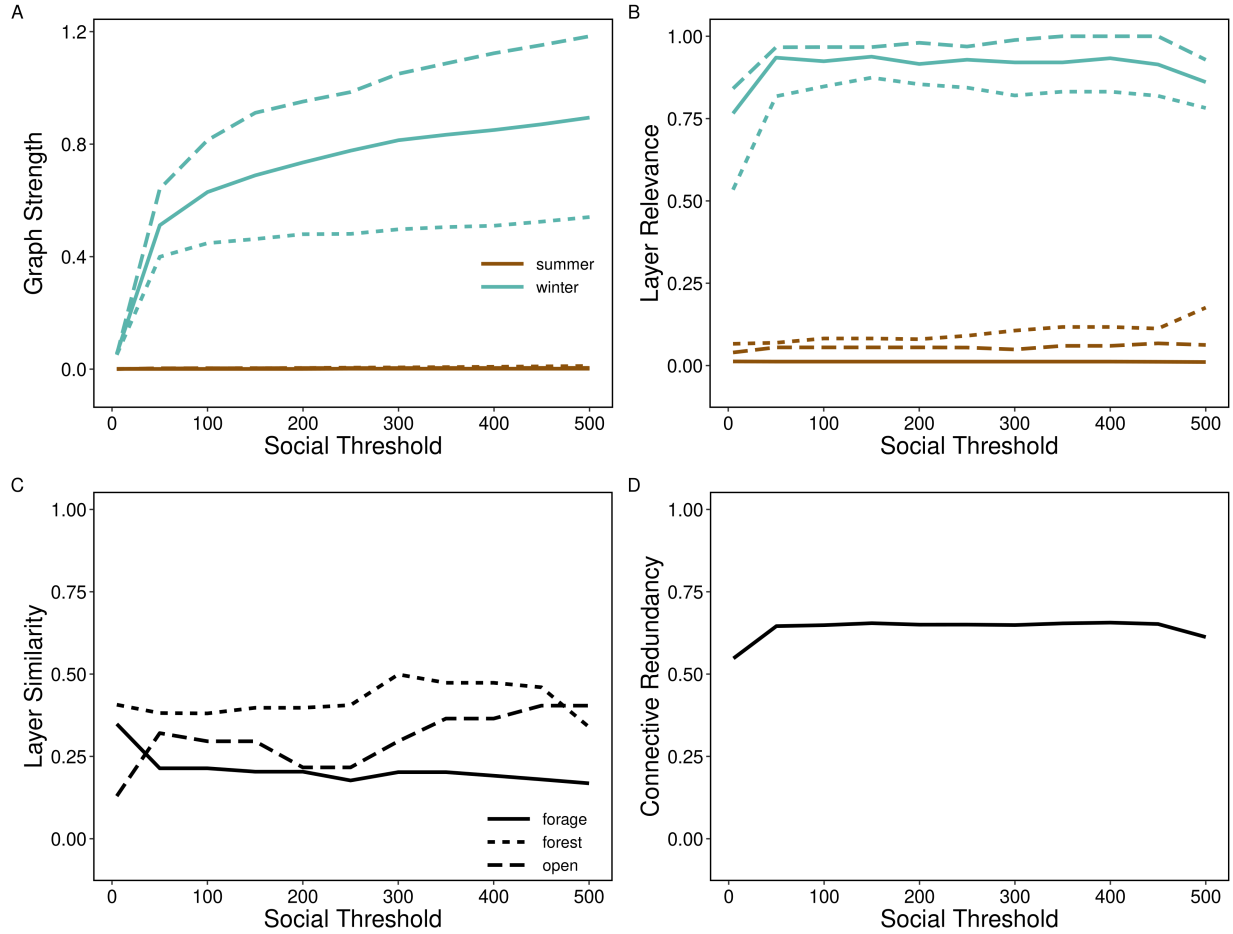 A
Graph Strength
1.2
0.8
0.4
0.0
summer
winter
0 100 200 300 400 500
Social Threshold
B
Layer Relevance
1.00
0.75
0.50
0.25
0.00
0 100 200 300 400 500
Social Threshold
C
Layer Similarity
1.00
0.75
0.50
0.25
0.00
forage
forest
open
0 100 200 300 400 500
Social Threshold
D
Connective Redundancy
1.00
0.75
0.50
0.25
0.00
0 100 200 300 400 500
Social Threshold